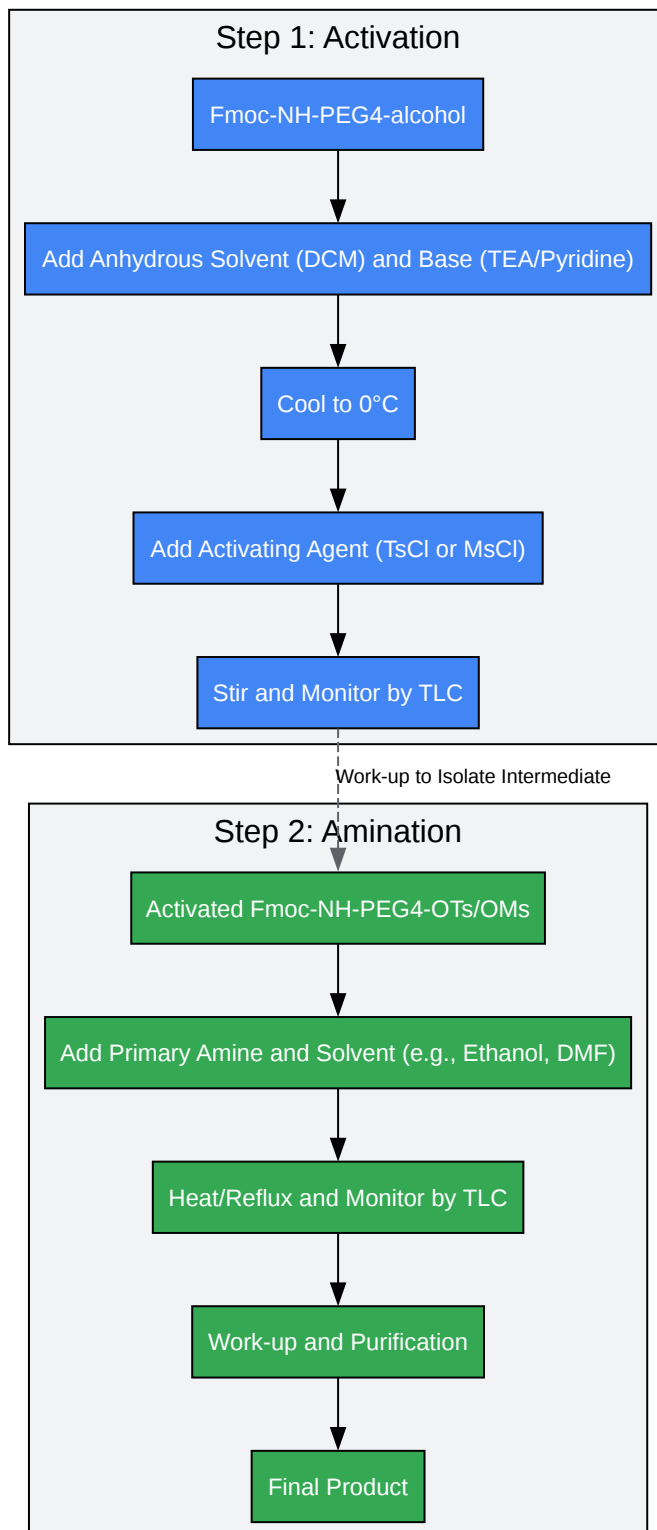 Step 1: Activation
Fmoc-NH-PEG4-alcohol
Add Anhydrous Solvent (DCM) and Base (TEA/Pyridine)
Cool to 0°C
Add Activating Agent (TsCl or MsCl)
Stir and Monitor by TLC
Work-up to Isolate Intermediate
Step 2: Amination
Activated Fmoc-NH-PEG4-OTs/OMs
Add Primary Amine and Solvent (e.g., Ethanol, DMF)
Heat/Reflux and Monitor by TLC
Work-up and Purification
Final Product